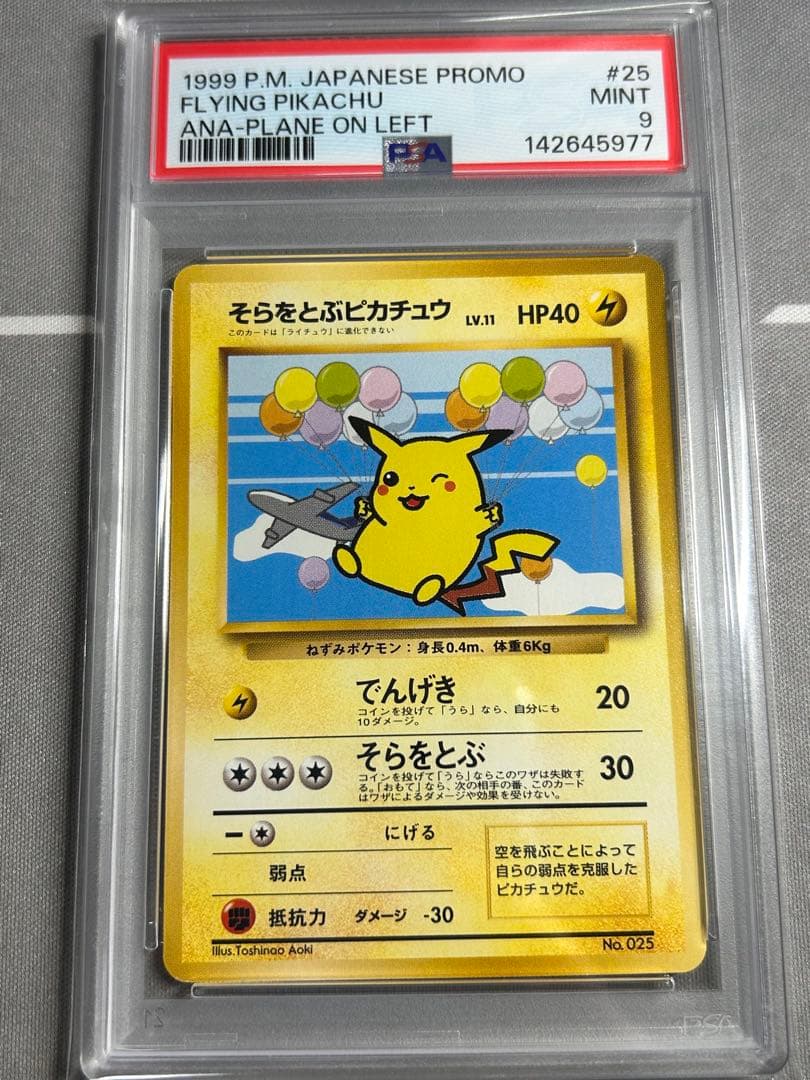 1999 P.M. JAPANESE PROMO #25
FLYING PIKACHU MINT
ANA-PLANE ON LEFT 9
PSA 142645977
そらをとぶピカチュウ LV.11 HP40
このカードは「ライチュウ」に進化できない
ねずみポケモン：身長0.4m、体重6Kg
でんげき 20
コインを投げて「うら」なら、自分にも
10ダメージ。
そらをとぶ 30
コインを投げて「うら」ならこのワザは失敗す
る。「おもて」なら、次の相手の番、このカード
はワザによるダメージや効果を受けない。
にげる
弱点
抵抗力 ダメージ -30
空を飛ぶことによって
自らの弱点を克服した
ピカチュウだ。
Illus.Toshinao Aoki No. 025
PSA